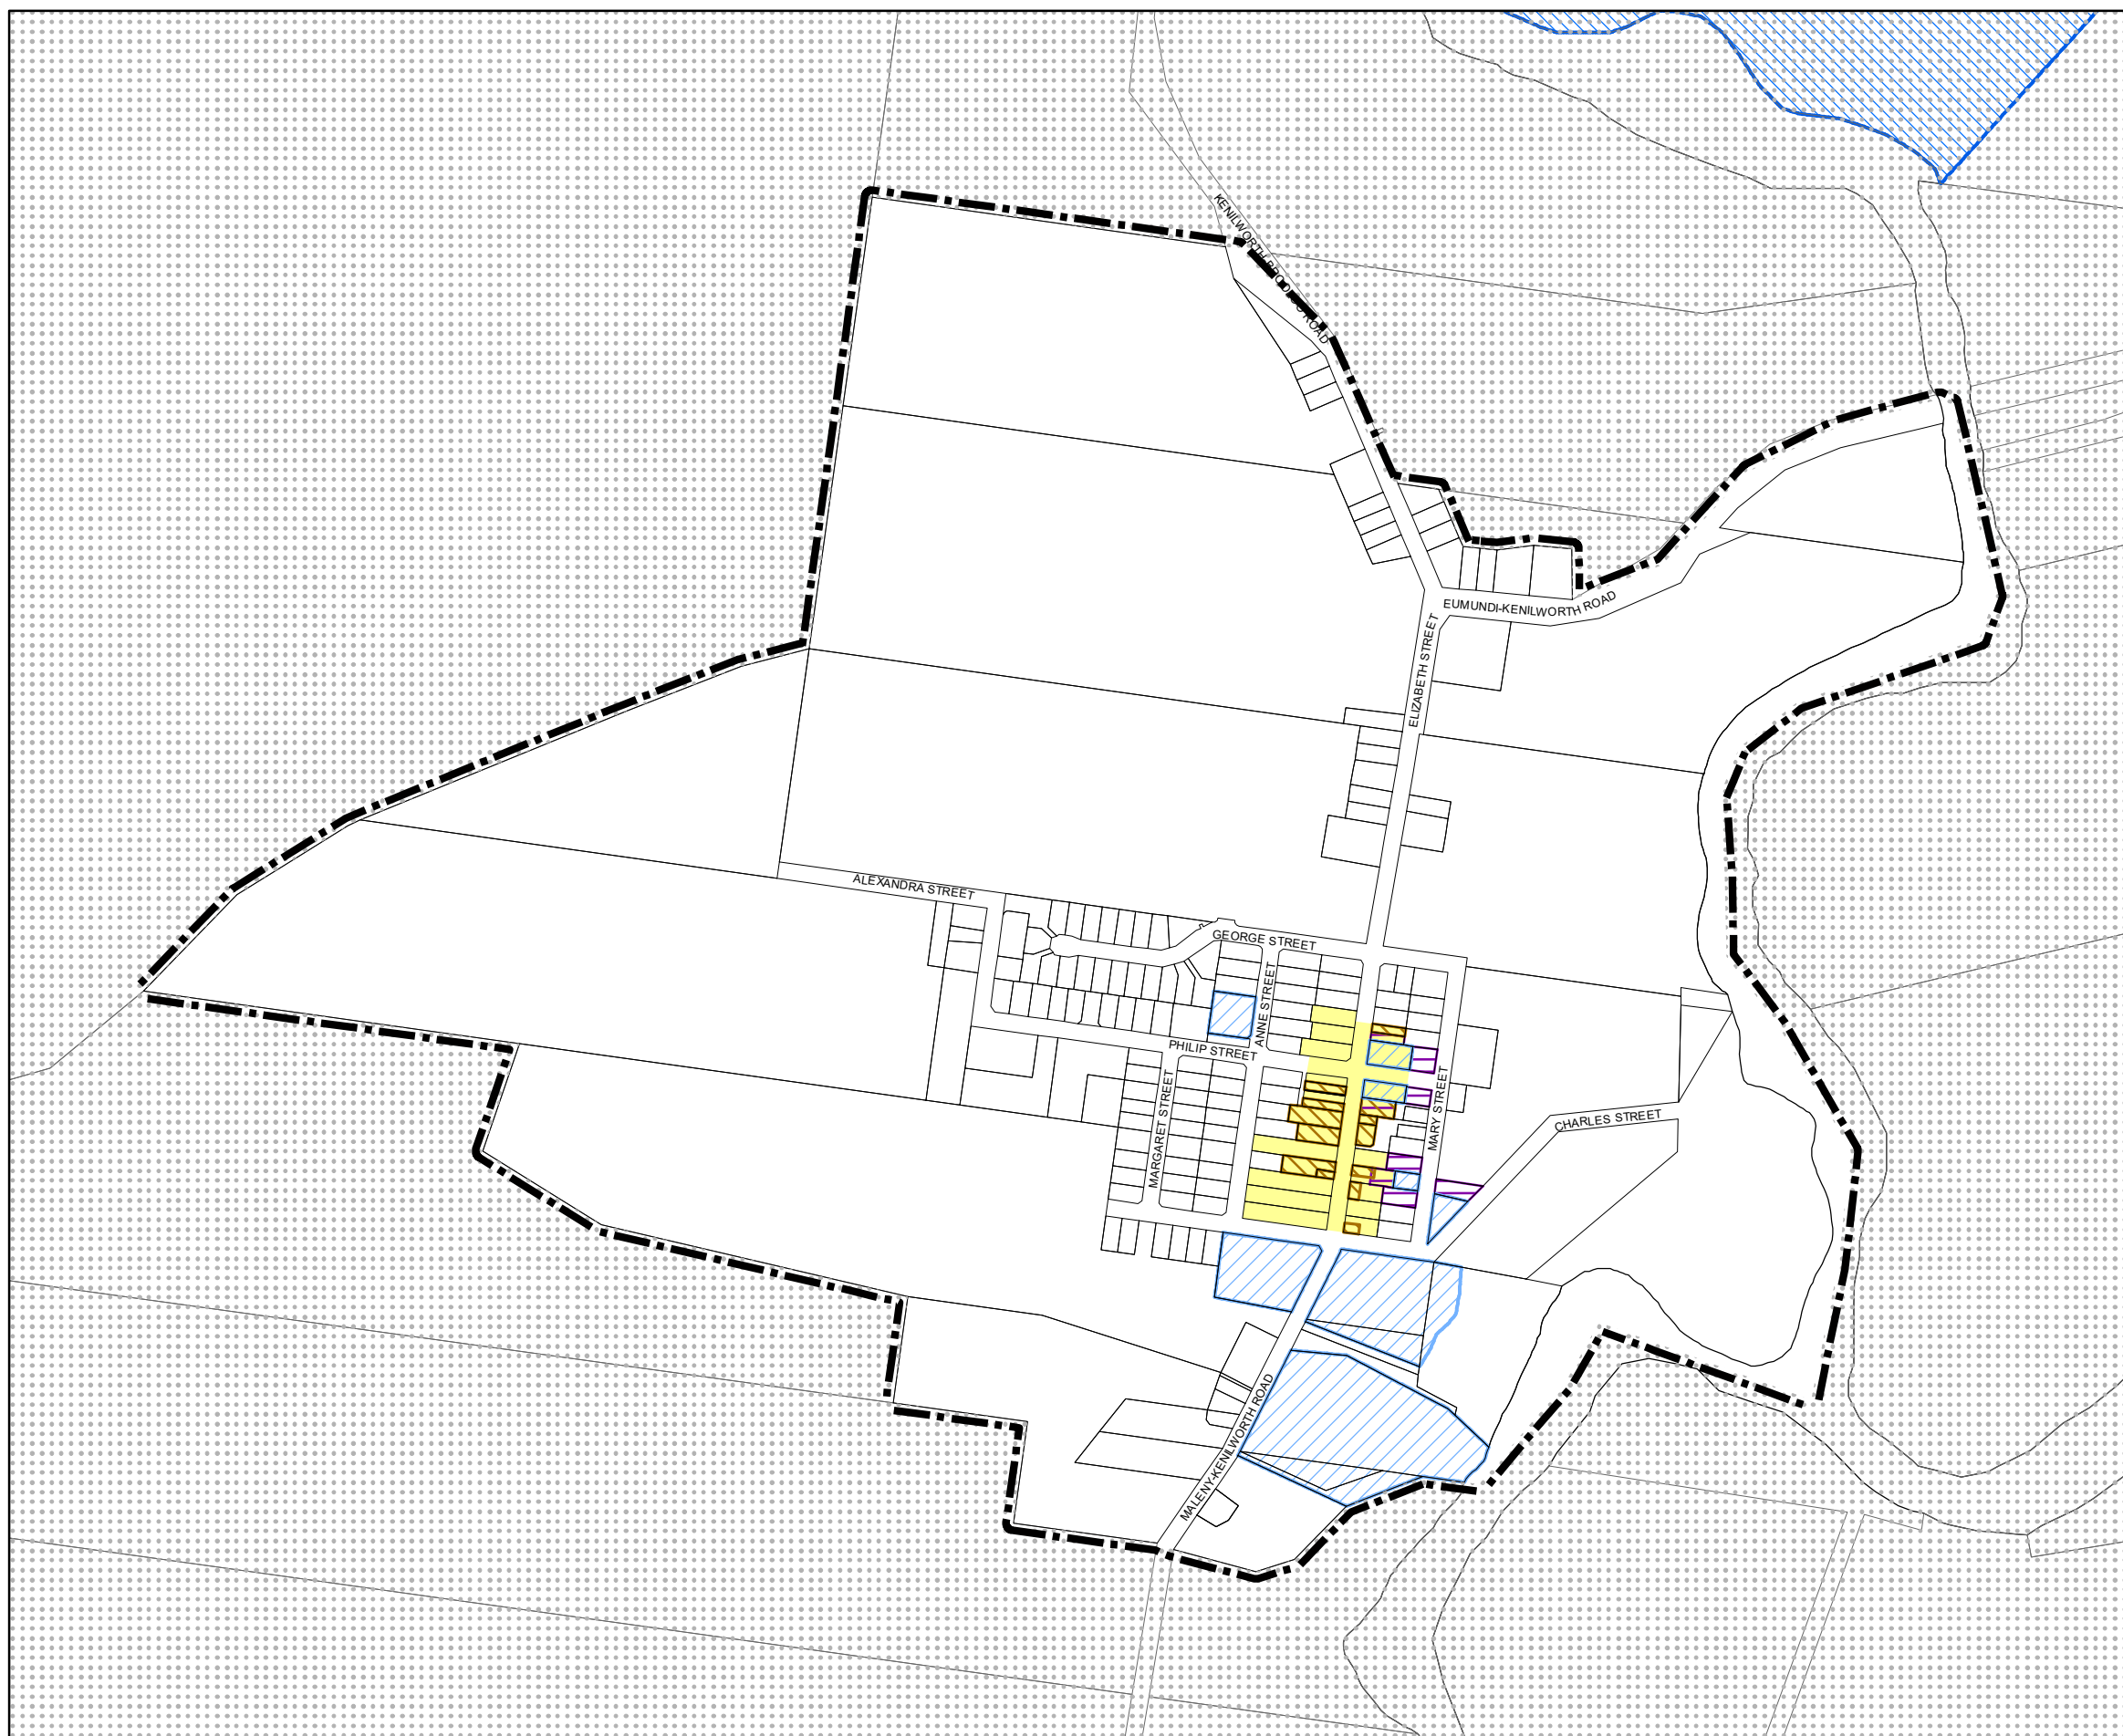 KENILWORTH BROOLOO ROAD
EUMUNDI-KENILWORTH ROAD
ELIZABETH STREET
ALEXANDRA STREET
GEORGE STREET
ANNE STREET
PHILIP STREET
MARGARET STREET
MARY STREET
CHARLES STREET
MALENY-KENILWORTH ROAD